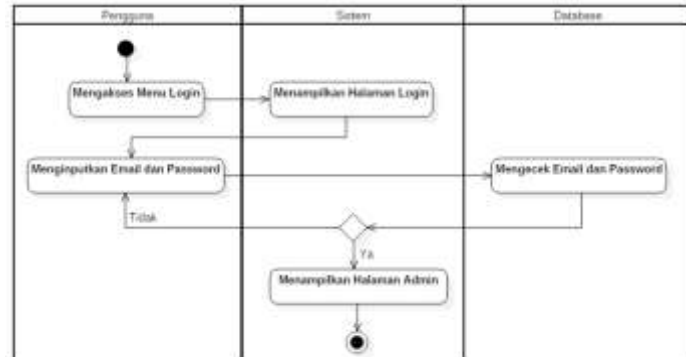 Pengguna
Sistem
Database
Mengakses Menu Login
Menampilkan Halaman Login
Menginputkan Email dan Password
Mengecek Email dan Password
Tidak
Ya
Menampilkan Halaman Admin